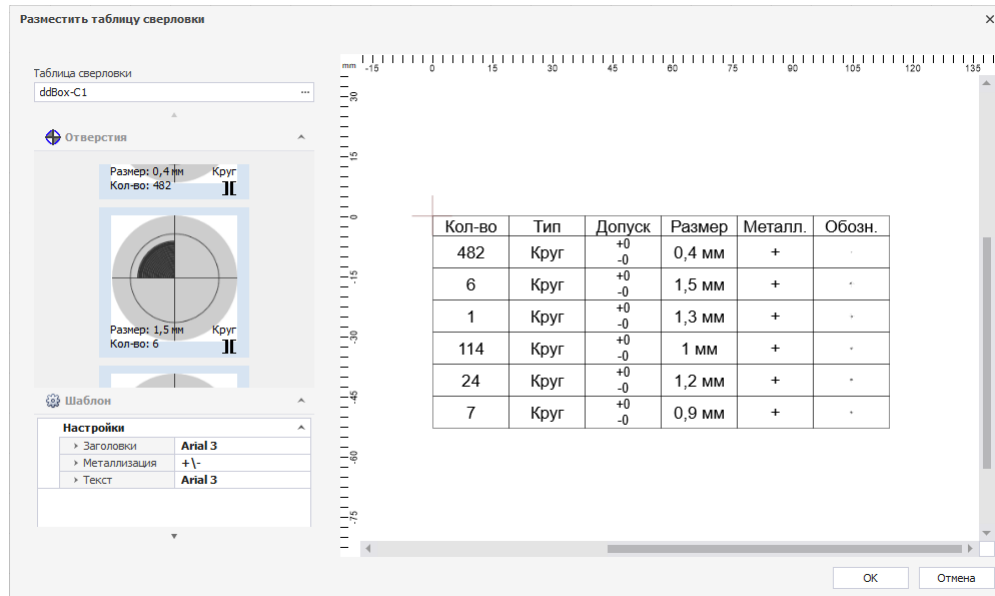 Разместить таблицу сверловки
Таблица сверловки
ddBox-C1
Отверстия
Размер: 0,4 мм Круг
Кол-во: 482
Размер: 1,5 мм Круг
Кол-во: 6
Шаблон
Настройки
Заголовки Arial 3
Металлизация +\-
Текст Arial 3
mm -15 0 15 30 45 60 75 90 105 120 135
30
15
0
-15
-30
-45
-60
-75
Кол-во Тип Допуск Размер Металл. Обозн.
482 Круг +0 -0 0,4 мм +
6 Круг +0 -0 1,5 мм +
1 Круг +0 -0 1,3 мм +
114 Круг +0 -0 1 мм +
24 Круг +0 -0 1,2 мм +
7 Круг +0 -0 0,9 мм +
OK Отмена